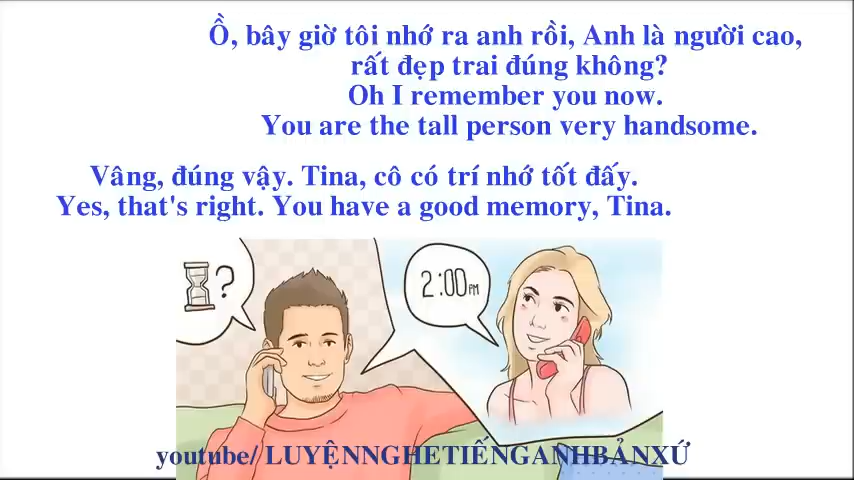 Ồ, bây giờ tôi nhớ ra anh rồi, Anh là người cao,
rất đẹp trai đúng không?
Oh I remember you now.
You are the tall person very handsome.
Vâng, đúng vậy. Tina, cô có trí nhớ tốt đấy.
Yes, that's right. You have a good memory, Tina.
?
2:00PM
youtube/ LUYỆNNGHETIẾNGANHBẢNXỨ